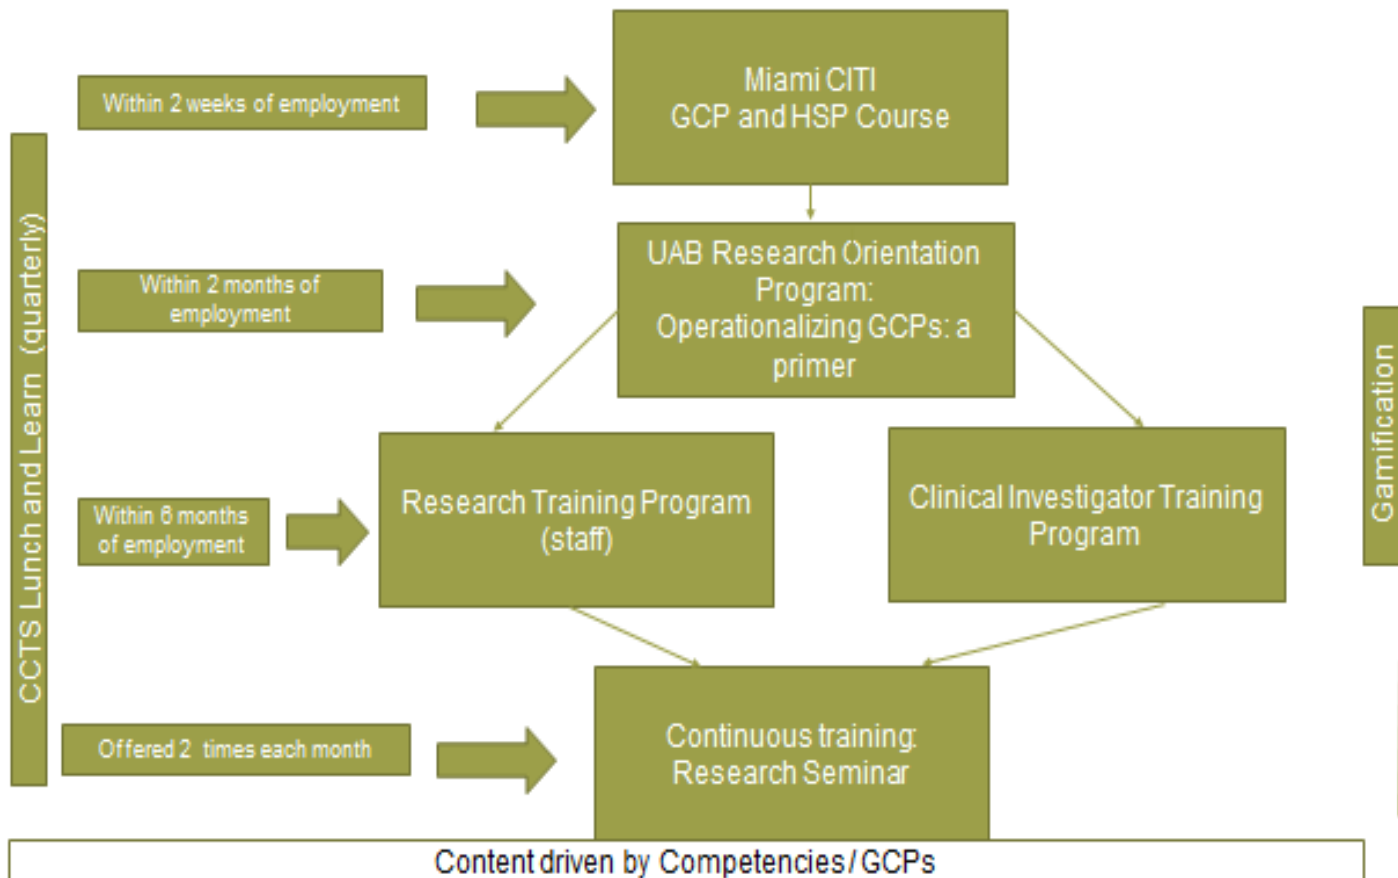 Miami CITI
GCP and HSP Course
Within 2 weeks of employment
CCTS Lunch and Learn (quarterly)
UAB Research Orientation
Program:
Operationalizing GCPs: a
primer
Within 2 months of
employment
Gamification
Research Training Program
(staff)
Clinical Investigator Training
Program
Within 6 months
of employment
Continuous training:
Research Seminar
Offered 2 times each month
Content driven by Competencies / GCPs